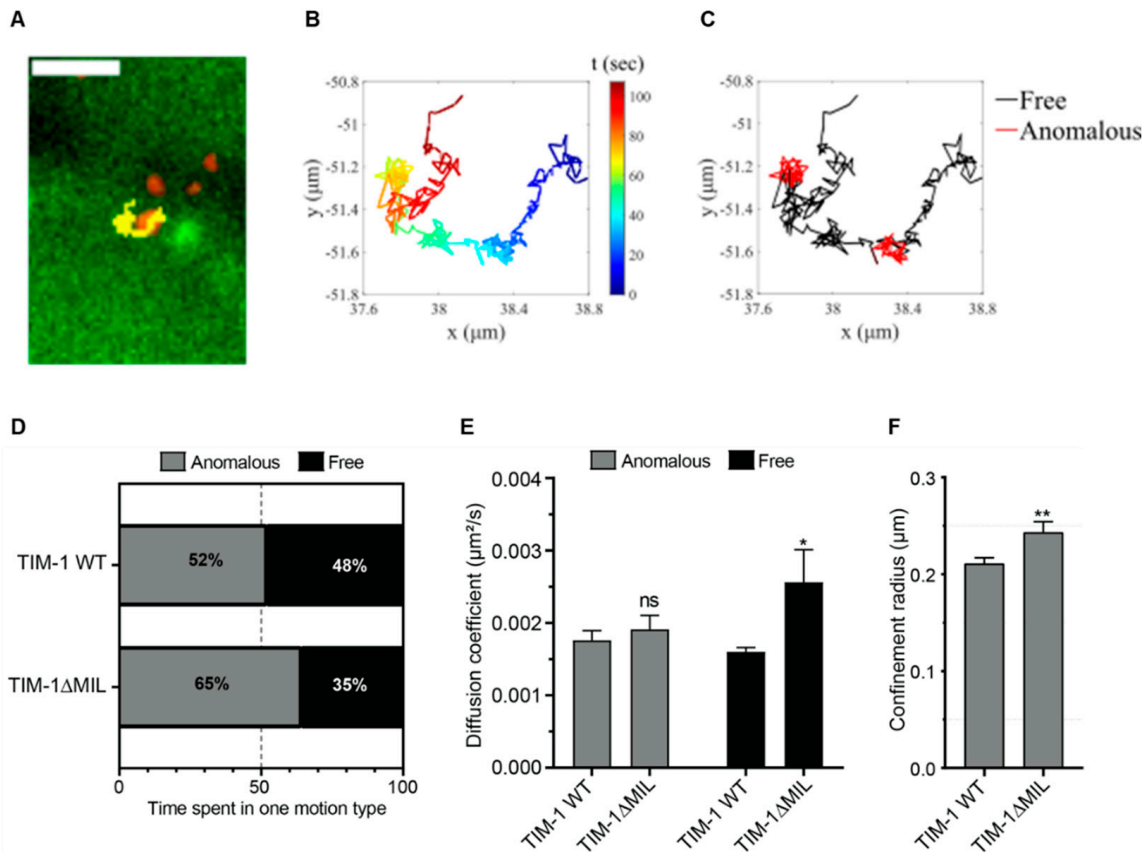 A
B
C
t (sec)
100
80
60
40
20
0
-50.8
-51
-51.2
-51.4
-51.6
-51.8
y (μm)
37.6
38
38.4
38.8
x (μm)
-50.8
-51
-51.2
-51.4
-51.6
-51.8
y (μm)
37.6
38
38.4
38.8
x (μm)
Free
Anomalous
D
Anomalous
Free
TIM-1 WT
52%
48%
TIM-1ΔMIL
65%
35%
0
50
100
Time spent in one motion type
E
Anomalous
Free
Diffusion coefficient (μm²/s)
0.004
0.003
0.002
0.001
0.000
ns
*
TIM-1 WT
TIM-1ΔMIL
TIM-1 WT
TIM-1ΔMIL
F
Confinement radius (μm)
0.3
0.2
0.1
0.0
**
TIM-1 WT
TIM-1ΔMIL